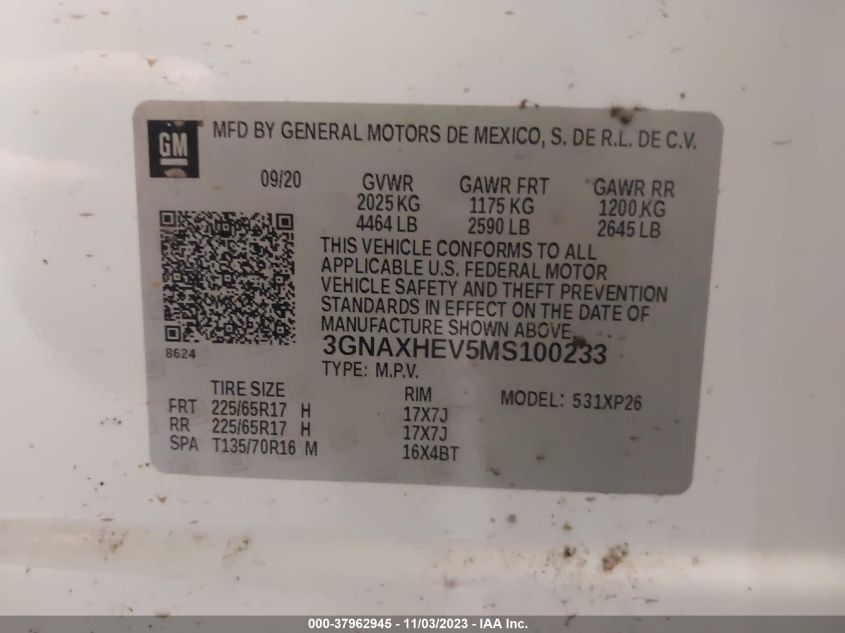 GM
MFD BY GENERAL MOTORS DE MEXICO, S. DE R.L. DE C.V.
09/20 GVWR GAWR FRT GAWR RR
2025 KG 1175 KG 1200 KG
4464 LB 2590 LB 2645 LB
THIS VEHICLE CONFORMS TO ALL
APPLICABLE U.S. FEDERAL MOTOR
VEHICLE SAFETY AND THEFT PREVENTION
STANDARDS IN EFFECT ON THE DATE OF
MANUFACTURE SHOWN ABOVE.
8624
3GNAXHEV5MS100233
TYPE: M.P.V.
TIRE SIZE RIM MODEL: 531XP26
FRT 225/65R17 H 17X7J
RR 225/65R17 H 17X7J
SPA T135/70R16 M 16X4BT
000-37962945 - 11/03/2023 - IAA Inc.